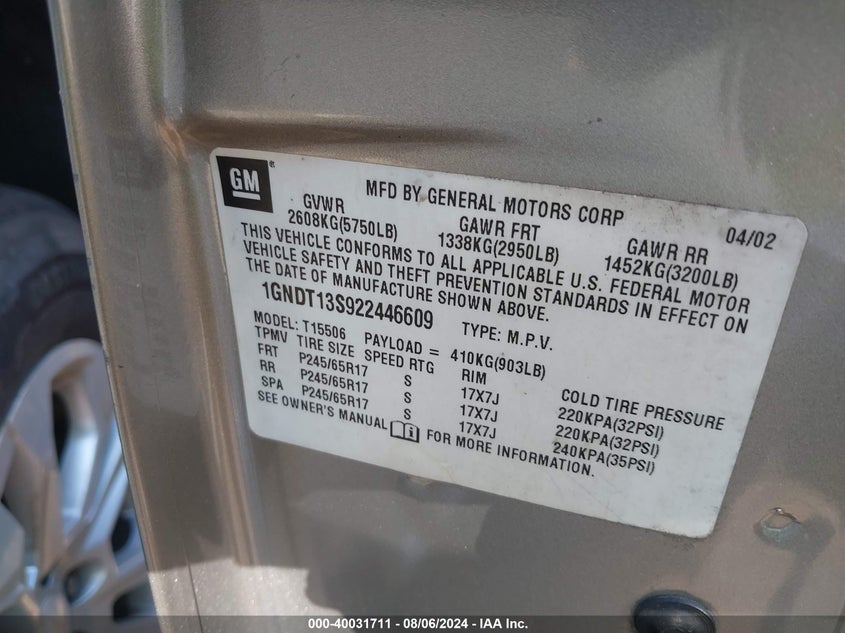 GM
MFD BY GENERAL MOTORS CORP 04/02
GVWR GAWR FRT GAWR RR
2608KG(5750LB) 1338KG(2950LB) 1452KG(3200LB)
THIS VEHICLE CONFORMS TO ALL APPLICABLE U.S. FEDERAL MOTOR
VEHICLE SAFETY AND THEFT PREVENTION STANDARDS IN EFFECT ON
THE DATE OF MANUFACTURE SHOWN ABOVE.
1GNDT13S922446609 TYPE: M.P.V.
MODEL: T15506 PAYLOAD = 410KG(903LB)
TPMV TIRE SIZE SPEED RTG RIM COLD TIRE PRESSURE
FRT P245/65R17 S 17X7J 220KPA(32PSI)
RR P245/65R17 S 17X7J 220KPA(32PSI)
SPA P245/65R17 S 17X7J 240KPA(35PSI)
SEE OWNER'S MANUAL FOR MORE INFORMATION.
000-40031711 - 08/06/2024 - IAA Inc.